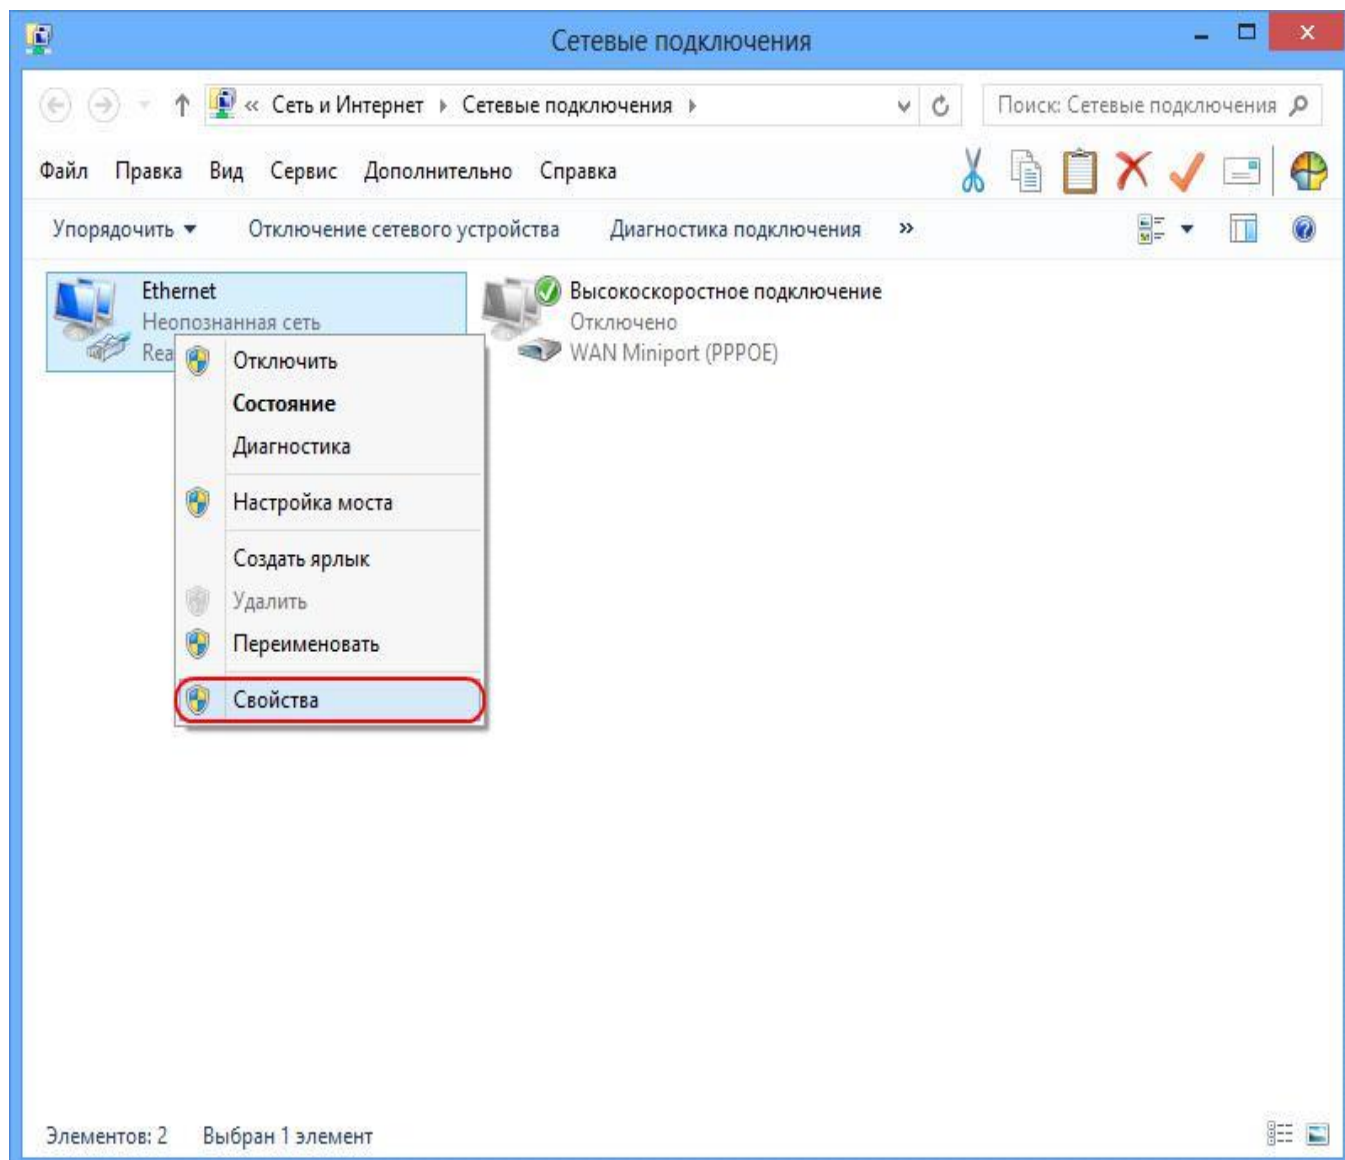 Сетевые подключения
« Сеть и Интернет Сетевые подключения Поиск: Сетевые подключения
Файл Правка Вид Сервис Дополнительно Справка
Упорядочить Отключение сетевого устройства Диагностика подключения »
Ethernet
Неопознанная сеть
Rea
Высокоскоростное подключение
Отключено
WAN Miniport (PPPOE)
Отключить
Состояние
Диагностика
Настройка моста
Создать ярлык
Удалить
Переименовать
Свойства
Элементов: 2 Выбран 1 элемент